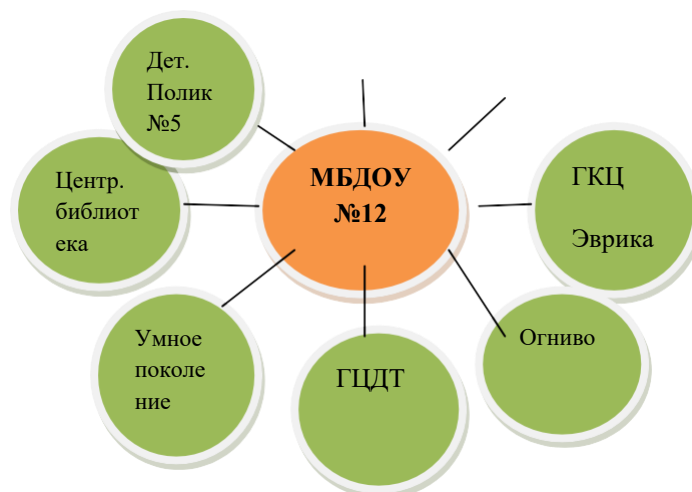 Дет.
Полик
№5
МБДОУ
№12
Центр.
библиот
ека
ГКЦ
Эврика
Умное
поколе
ние
ГЦДТ
Огниво